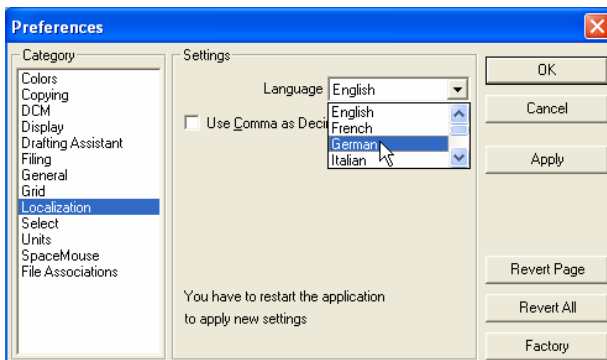 Preferences
Category
Colors
Copying
DCM
Display
Drafting Assistant
Filing
General
Grid
Localization
Select
Units
SpaceMouse
File Associations
Settings
Language English
English
French
German
Italian
Use Comma as Deci
You have to restart the application
to apply new settings
OK
Cancel
Apply
Revert Page
Revert All
Factory